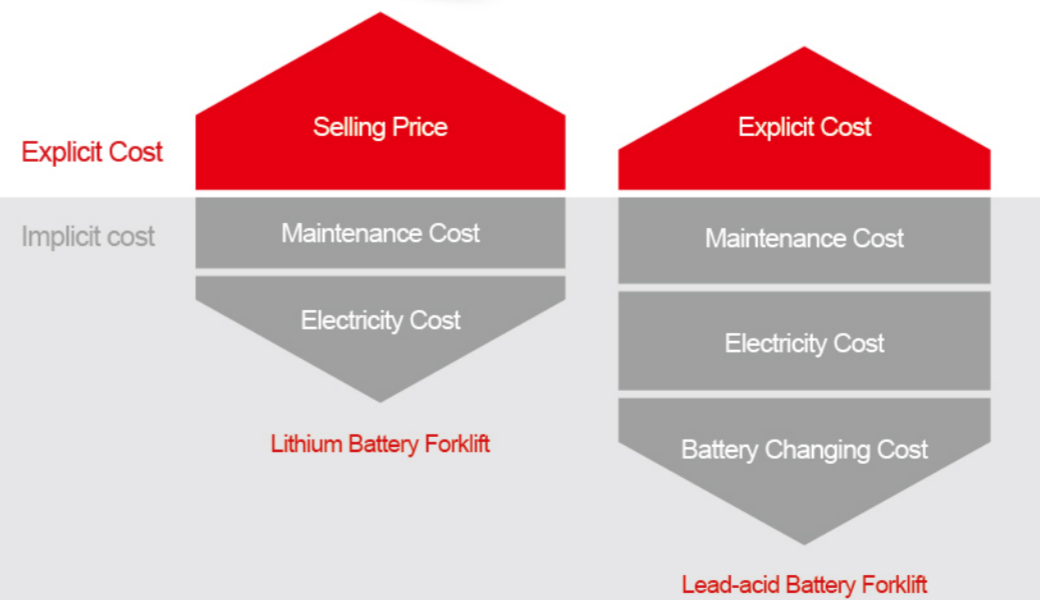 Explicit Cost
Implicit cost
Selling Price
Maintenance Cost
Electricity Cost
Lithium Battery Forklift
Explicit Cost
Maintenance Cost
Electricity Cost
Battery Changing Cost
Lead-acid Battery Forklift